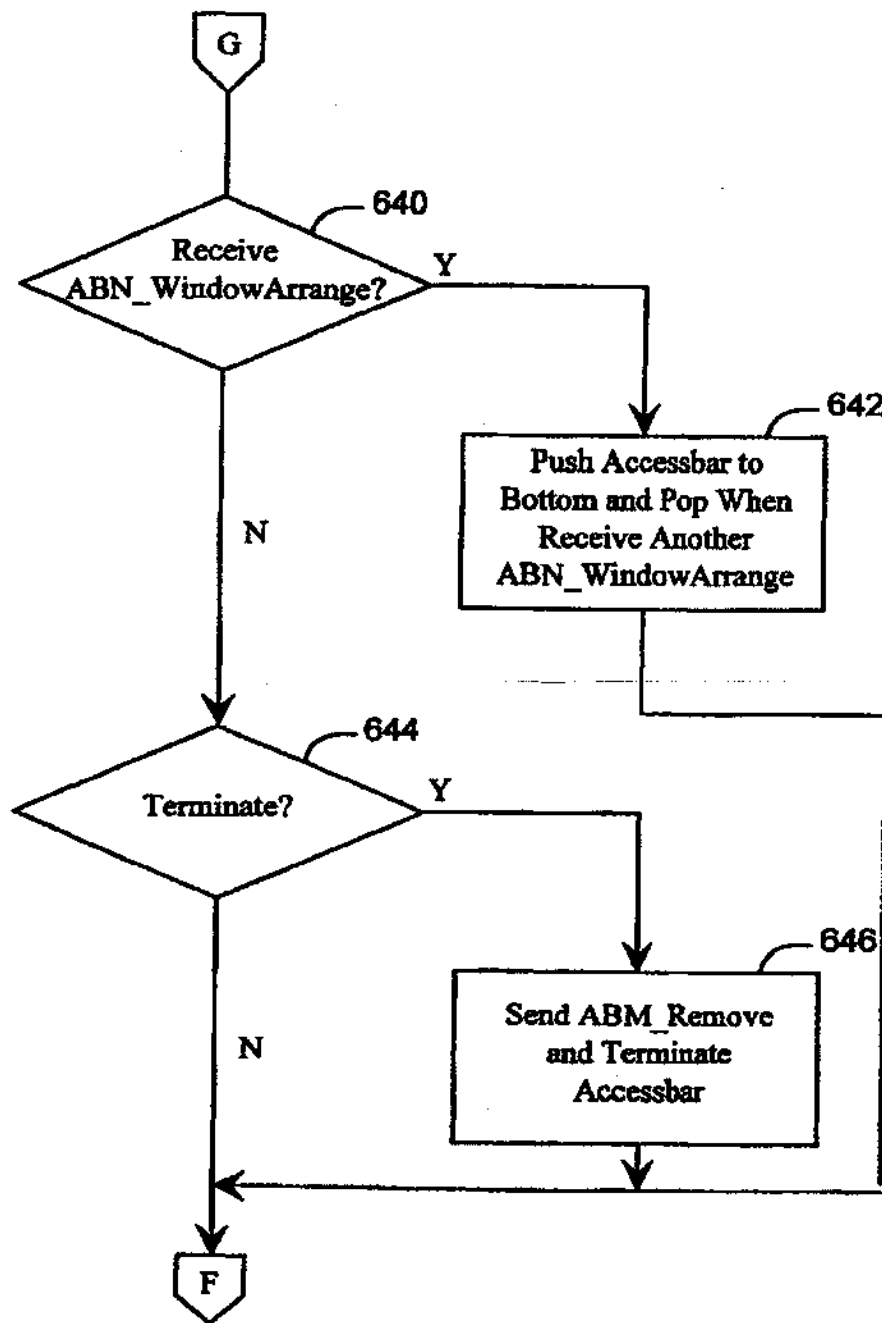 G
640
Receive
ABN_WindowArrange?
Y
642
Push Accessbar to
Bottom and Pop When
Receive Another
ABN_WindowArrange
N
644
Terminate?
Y
646
Send ABM_Remove
and Terminate
Accessbar
N
F